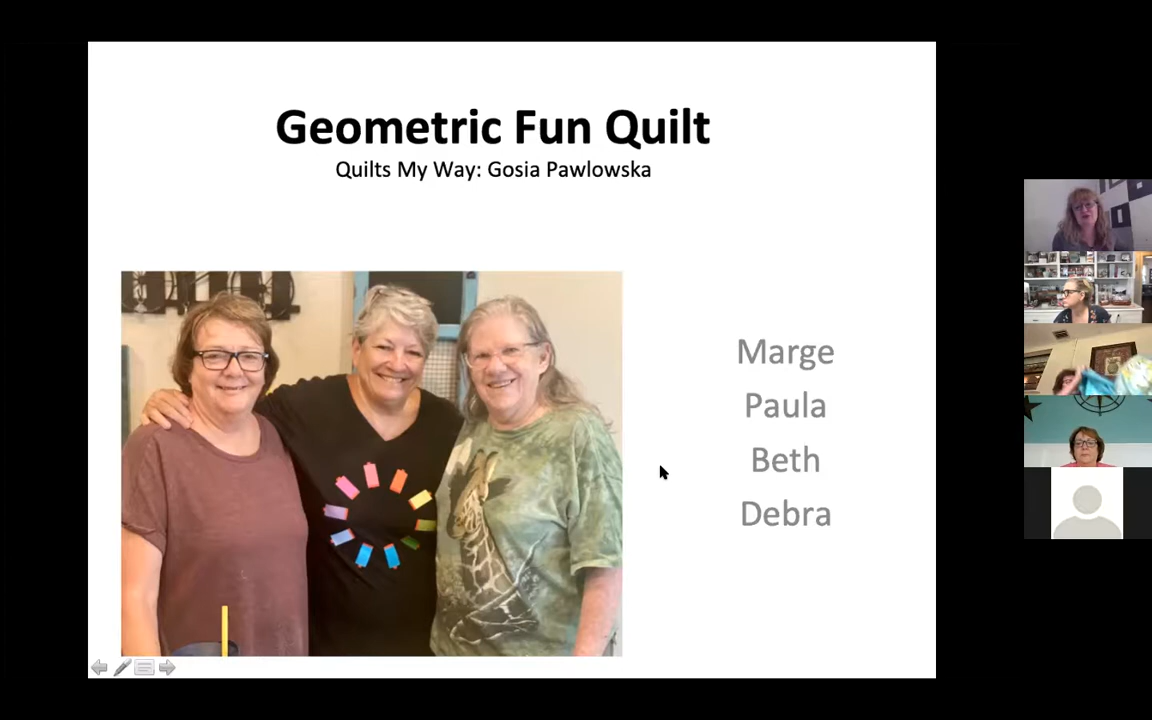 Geometric Fun Quilt
Quilts My Way: Gosia Pawlowska
Marge
Paula
Beth
Debra